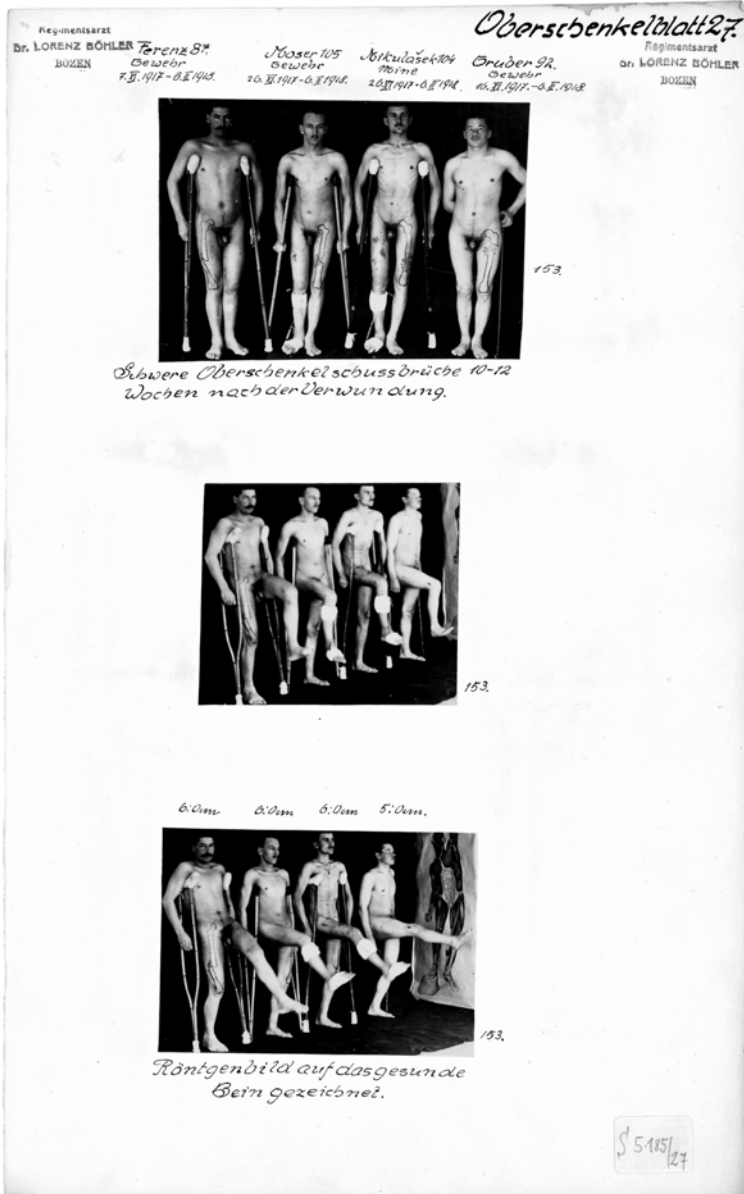 Oberschenkelblatt 27.
Regimentsarzt
Dr. LORENZ BÖHLER
BOZEN
Ferenz 87.
Gewehr
7.XI.1917-6.II.1918.
Moser 105
Gewehr
26.XI.1917-6.II.1918.
Mikulášek 104
Mine
26.XI.1917-6.II.1918.
Gruber 92.
Gewehr
16.XI.1917.-6.II.1918
Regimentsarzt
Dr. LORENZ BÖHLER
BOZEN
153.
Schwere Oberschenkelschussbrüche 10-12
Wochen nach der Verwundung.
153.
6:0cm 6:0cm 6:0cm 5:0cm.
153.
Röntgenbild auf das gesunde
Bein gezeichnet.
S 5185/27